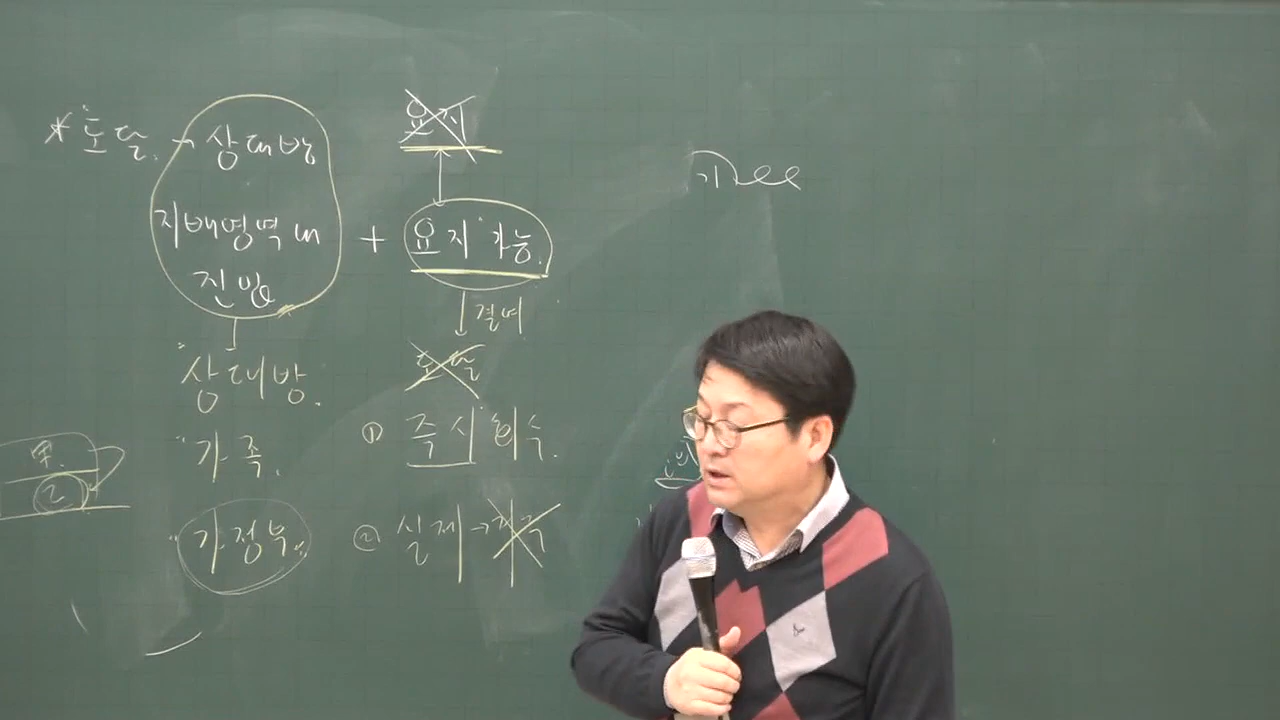 * "도달. → 상대방
지배영역 내
진입
+
요지
"요지" 가능.
↓ 결여
도달
"상대방.
"가족.
"가정부."
① 즉시 회수.
② 실제 →